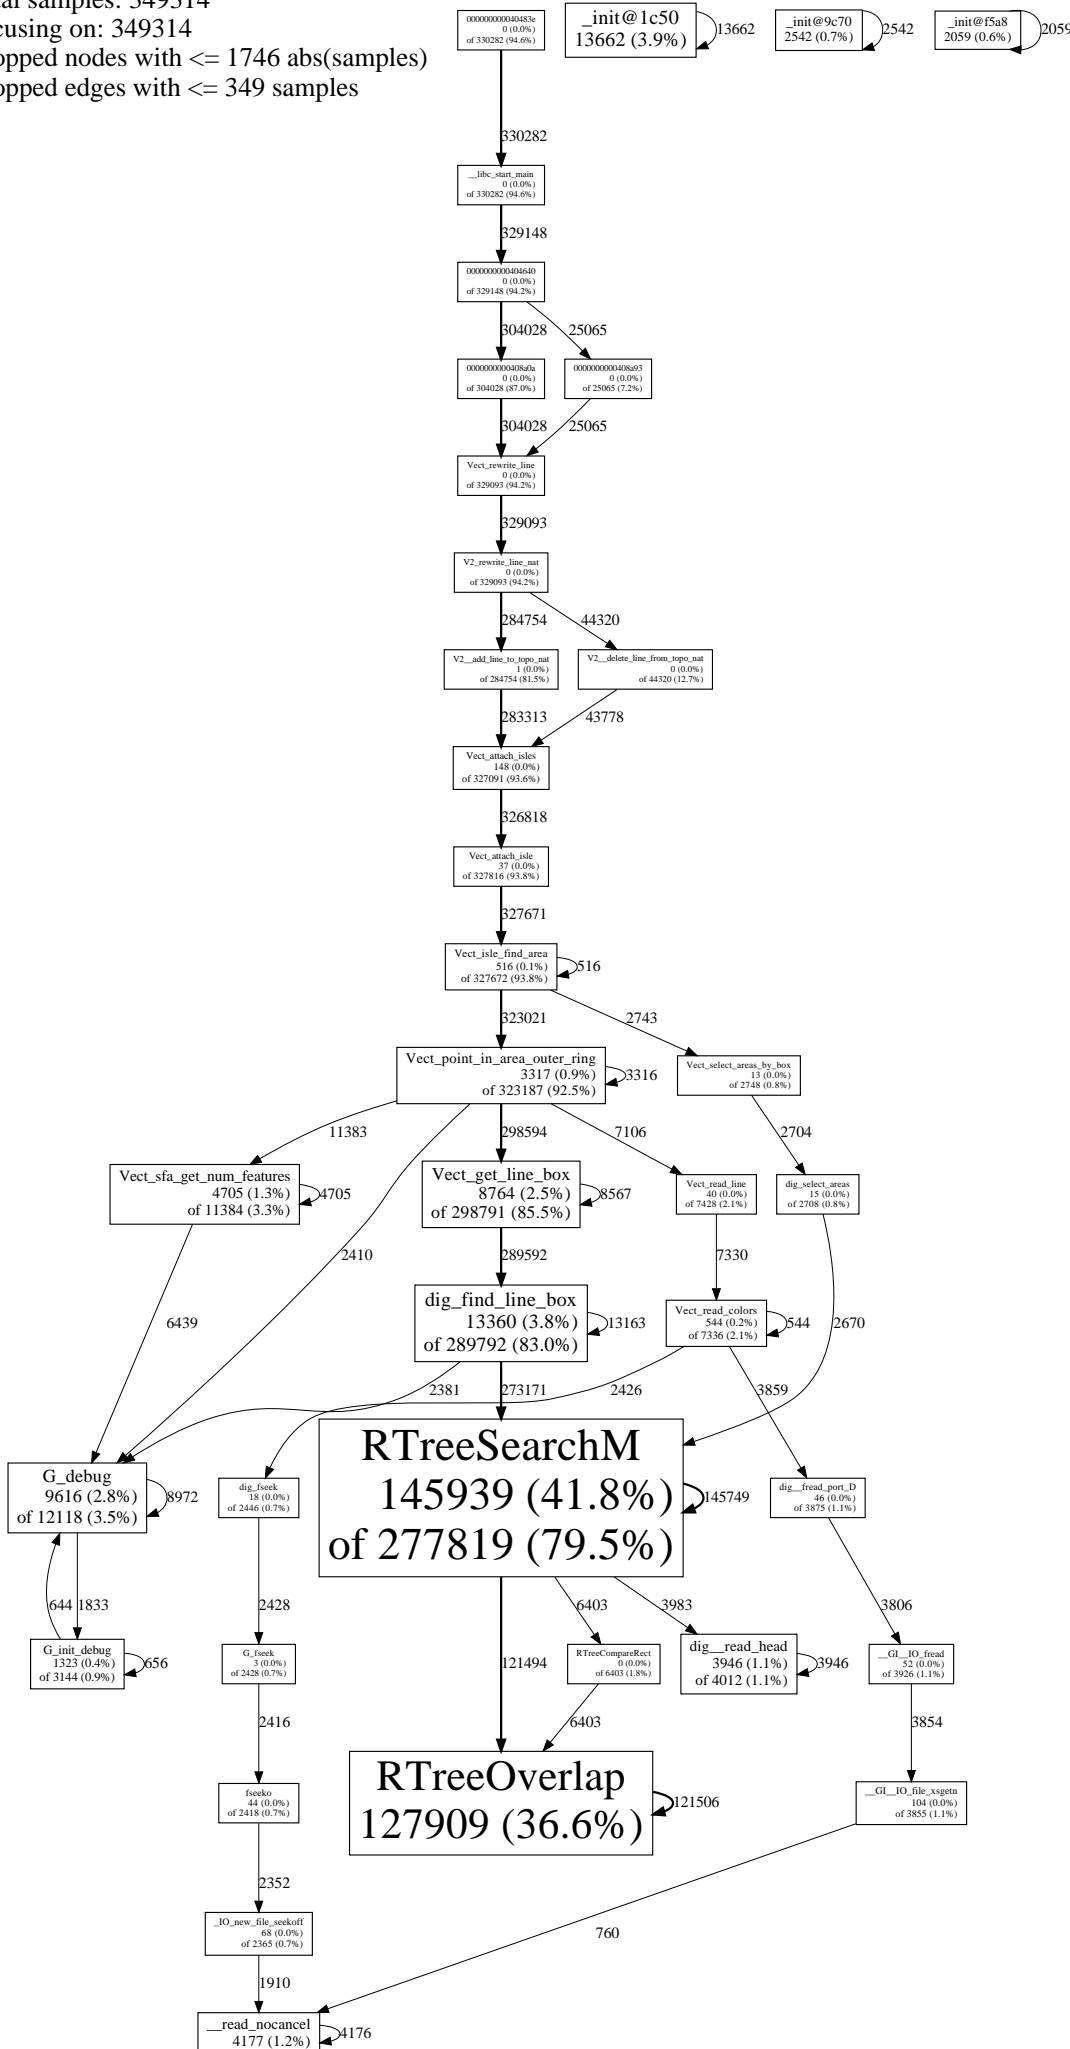 tal samples: 349314
cusing on: 349314
opped nodes with <= 1746 abs(samples)
opped edges with <= 349 samples
000000000040483e
0 (0.0%)
of 330282 (94.6%)
_init@1c50
13662 (3.9%)
13662
_init@9c70
2542 (0.7%)
2542
_init@f5a8
2059 (0.6%)
2059
330282
__libc_start_main
0 (0.0%)
of 330282 (94.6%)
329148
0000000000404640
0 (0.0%)
of 329148 (94.2%)
304028
25065
0000000000408a0a
0 (0.0%)
of 304028 (87.0%)
0000000000408a93
0 (0.0%)
of 25065 (7.2%)
304028
25065
Vect_rewrite_line
0 (0.0%)
of 329093 (94.2%)
329093
V2_rewrite_line_nat
0 (0.0%)
of 329093 (94.2%)
284754
44320
V2__add_line_to_topo_nat
1 (0.0%)
of 284754 (81.5%)
V2__delete_line_from_topo_nat
0 (0.0%)
of 44320 (12.7%)
283313
43778
Vect_attach_isles
148 (0.0%)
of 327091 (93.6%)
326818
Vect_attach_isle
37 (0.0%)
of 327816 (93.8%)
327671
Vect_isle_find_area
516 (0.1%)
of 327672 (93.8%)
516
323021
2743
Vect_point_in_area_outer_ring
3317 (0.9%)
of 323187 (92.5%)
3316
Vect_select_areas_by_box
13 (0.0%)
of 2748 (0.8%)
11383
298594
7106
2704
Vect_sfa_get_num_features
4705 (1.3%)
of 11384 (3.3%)
4705
Vect_get_line_box
8764 (2.5%)
of 298791 (85.5%)
8567
Vect_read_line
40 (0.0%)
of 7428 (2.1%)
dig_select_areas
15 (0.0%)
of 2708 (0.8%)
2410
289592
7330
6439
dig_find_line_box
13360 (3.8%)
of 289792 (83.0%)
13163
Vect_read_colors
544 (0.2%)
of 7336 (2.1%)
544
2670
2381
273171
2426
3859
G_debug
9616 (2.8%)
of 12118 (3.5%)
8972
dig_fseek
18 (0.0%)
of 2446 (0.7%)
RTreeSearchM
145939 (41.8%)
of 277819 (79.5%)
145749
dig__fread_port_D
46 (0.0%)
of 3875 (1.1%)
644
1833
2428
6403
3983
3806
G_init_debug
1323 (0.4%)
of 3144 (0.9%)
656
G_fseek
3 (0.0%)
of 2428 (0.7%)
121494
RTreeCompareRect
0 (0.0%)
of 6403 (1.8%)
dig__read_head
3946 (1.1%)
of 4012 (1.1%)
3946
__GI__IO_fread
52 (0.0%)
of 3926 (1.1%)
2416
6403
3854
fseeko
44 (0.0%)
of 2418 (0.7%)
RTreeOverlap
127909 (36.6%)
121506
__GI__IO_file_xsgetn
104 (0.0%)
of 3855 (1.1%)
2352
_IO_new_file_seekoff
68 (0.0%)
of 2365 (0.7%)
760
1910
__read_nocancel
4177 (1.2%)
4176